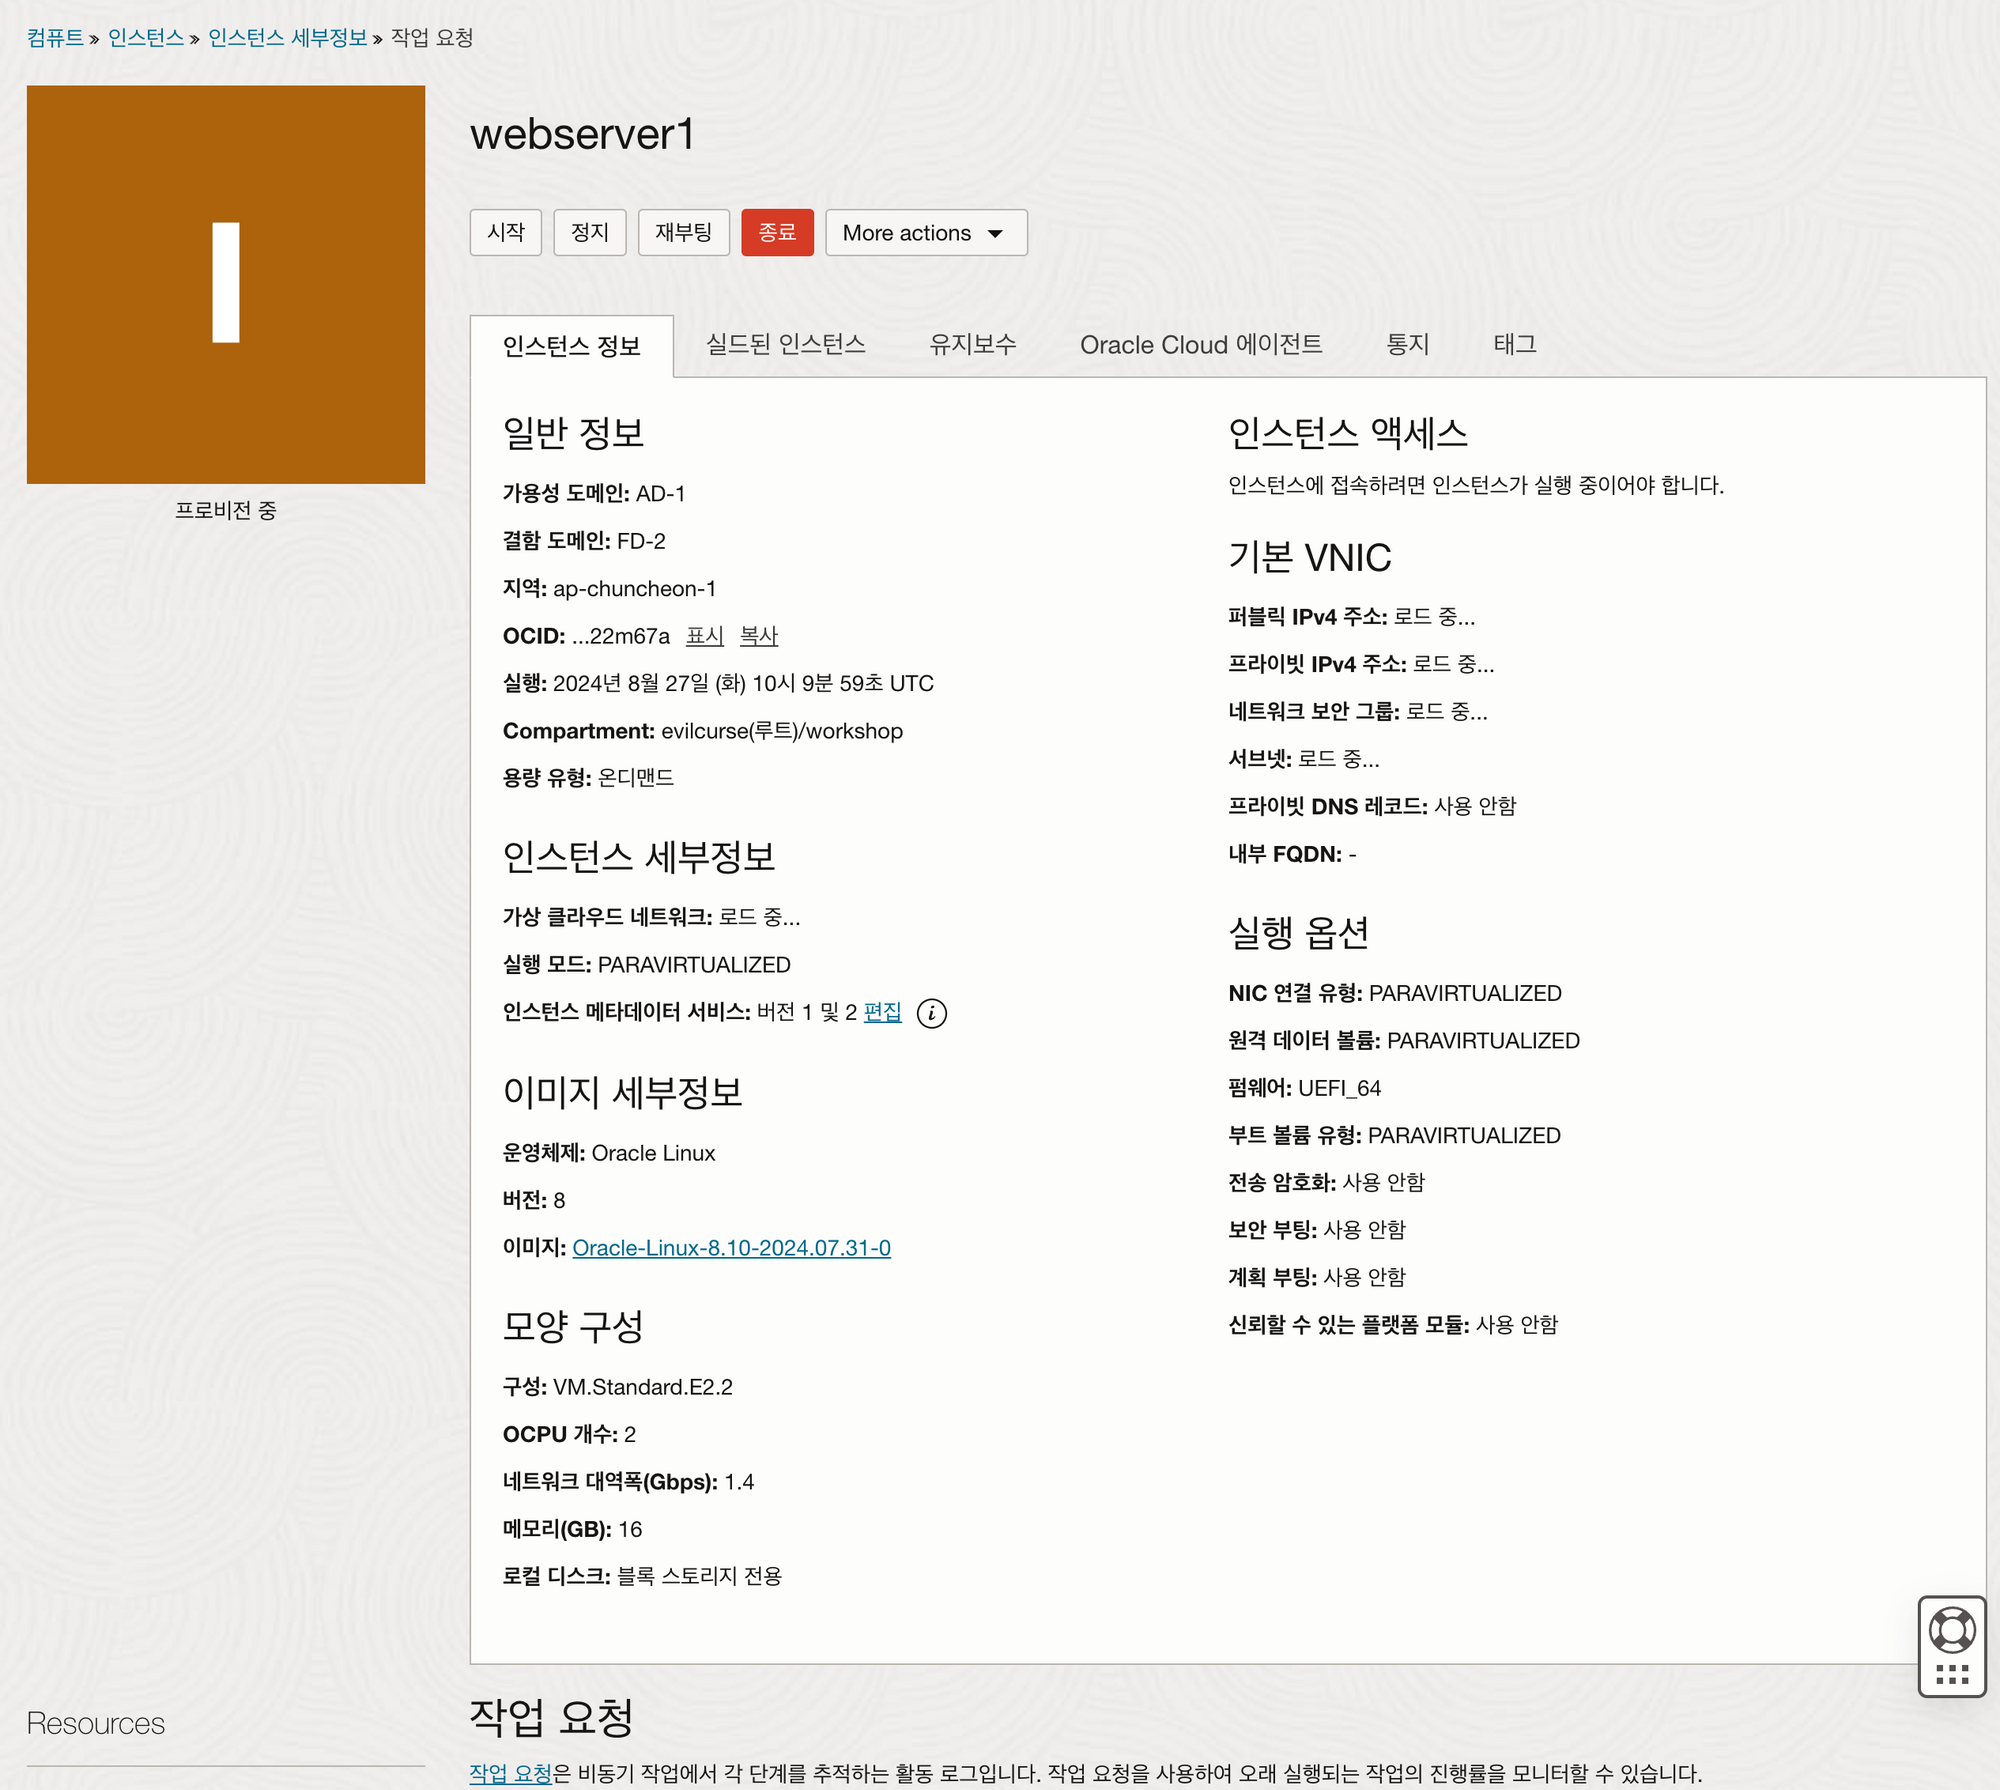 컴퓨트 » 인스턴스 » 인스턴스 세부정보 » 작업 요청
I
프로비전 중
webserver1
시작 정지 재부팅 종료 More actions
인스턴스 정보 실드된 인스턴스 유지보수 Oracle Cloud 에이전트 통지 태그
일반 정보
가용성 도메인: AD-1
결함 도메인: FD-2
지역: ap-chuncheon-1
OCID: ...22m67a 표시 복사
실행: 2024년 8월 27일 (화) 10시 9분 59초 UTC
Compartment: evilcurse(루트)/workshop
용량 유형: 온디맨드
인스턴스 세부정보
가상 클라우드 네트워크: 로드 중...
실행 모드: PARAVIRTUALIZED
인스턴스 메타데이터 서비스: 버전 1 및 2 편집 i
이미지 세부정보
운영체제: Oracle Linux
버전: 8
이미지: Oracle-Linux-8.10-2024.07.31-0
모양 구성
구성: VM.Standard.E2.2
OCPU 개수: 2
네트워크 대역폭(Gbps): 1.4
메모리(GB): 16
로컬 디스크: 블록 스토리지 전용
인스턴스 액세스
인스턴스에 접속하려면 인스턴스가 실행 중이어야 합니다.
기본 VNIC
퍼블릭 IPv4 주소: 로드 중...
프라이빗 IPv4 주소: 로드 중...
네트워크 보안 그룹: 로드 중...
서브넷: 로드 중...
프라이빗 DNS 레코드: 사용 안함
내부 FQDN: -
실행 옵션
NIC 연결 유형: PARAVIRTUALIZED
원격 데이터 볼륨: PARAVIRTUALIZED
펌웨어: UEFI_64
부트 볼륨 유형: PARAVIRTUALIZED
전송 암호화: 사용 안함
보안 부팅: 사용 안함
계획 부팅: 사용 안함
신뢰할 수 있는 플랫폼 모듈: 사용 안함
Resources
작업 요청
작업 요청은 비동기 작업에서 각 단계를 추적하는 활동 로그입니다. 작업 요청을 사용하여 오래 실행되는 작업의 진행률을 모니터할 수 있습니다.